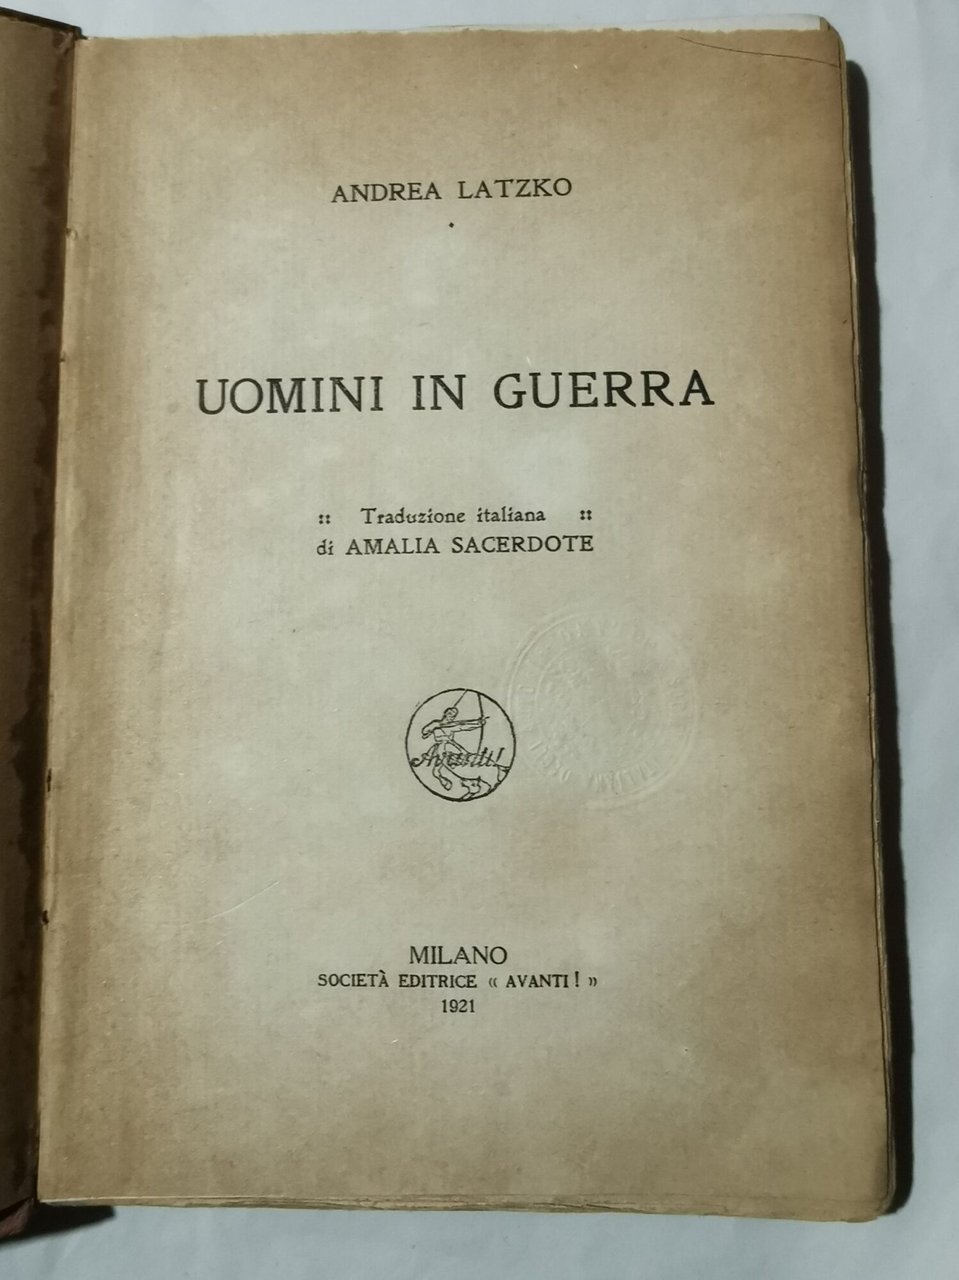 ANDREA LATZKO
UOMINI IN GUERRA
:: Traduzione italiana ::
di AMALIA SACERDOTE
Avanti!
MILANO
SOCIETÀ EDITRICE « AVANTI! »
1921